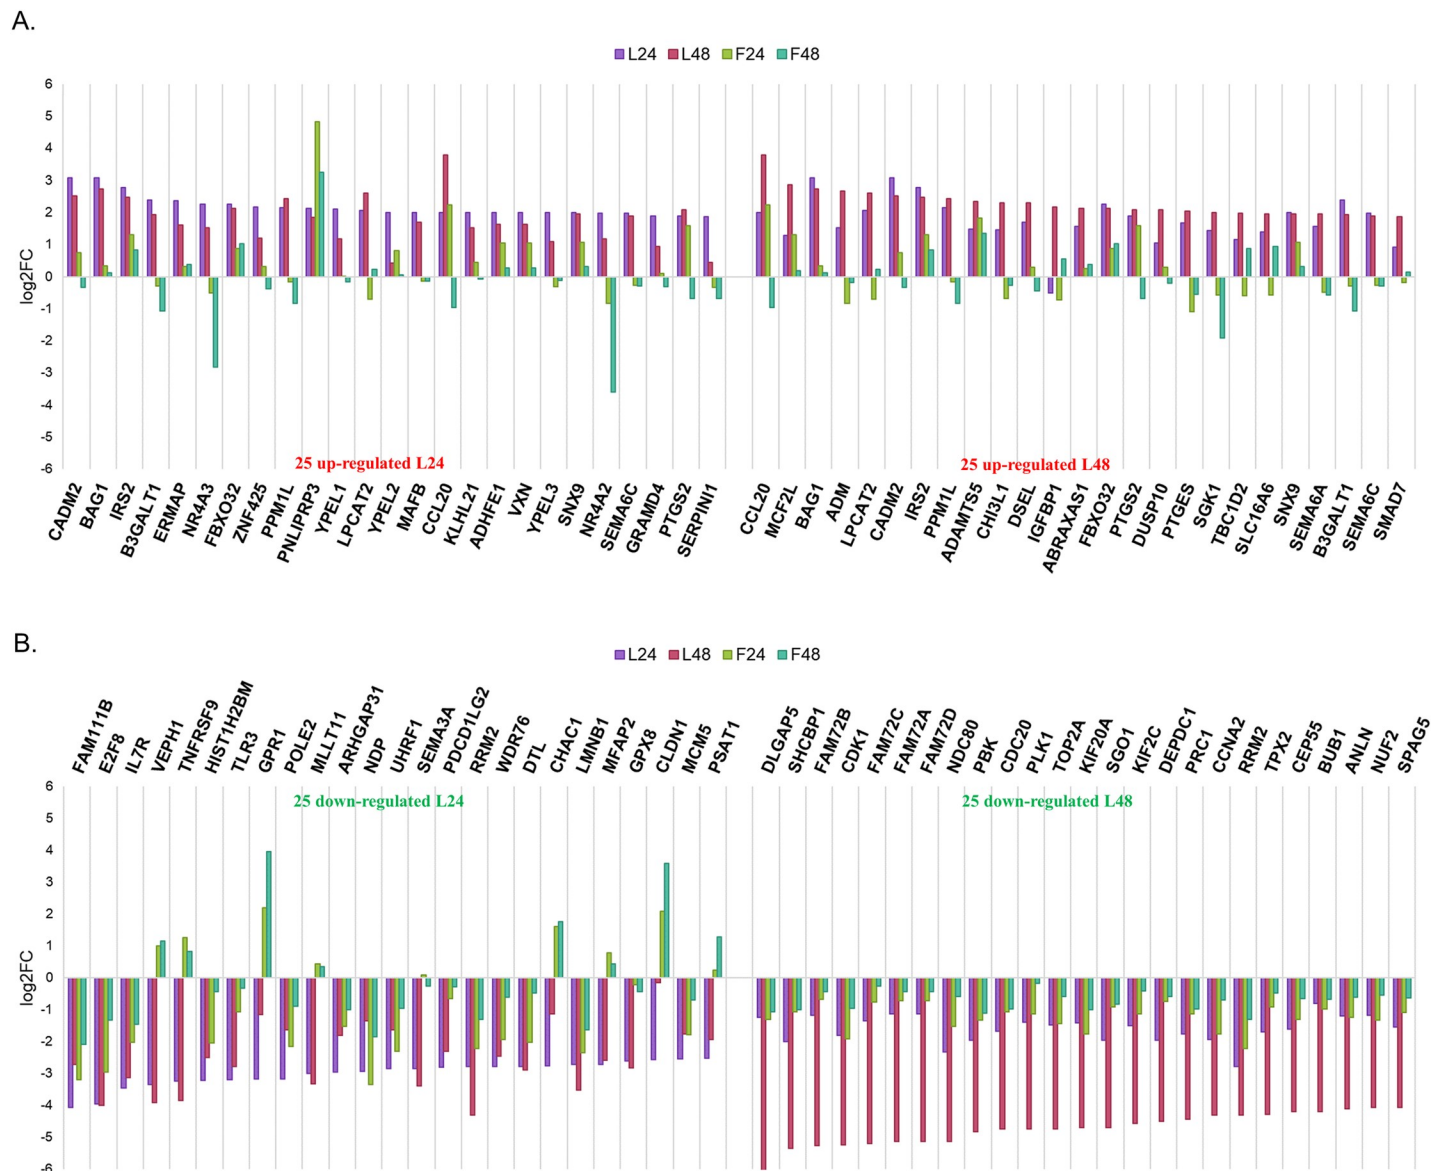 A.
L24 L48 F24 F48
6
5
4
3
2
1
0
-1
-2
-3
-4
-5
-6
log2FC
25 up-regulated L24 25 up-regulated L48
CADM2 BAG1 IRS2 B3GALT1 ERMAP NR4A3 FBXO32 ZNF425 PPM1L PNLIPRP3 YPEL1 LPCAT2 YPEL2 MAFB CCL20 KLHL21 ADHFE1 VXN YPEL3 SNX9 NR4A2 SEMA6C GRAMD4 PTGS2 SERPINI1 CCL20 MCF2L BAG1 ADM LPCAT2 CADM2 IRS2 PPM1L ADAMTS5 CHI3L1 DSEL IGFBP1 ABRAXAS1 FBXO32 PTGS2 DUSP10 PTGES SGK1 TBC1D2 SLC16A6 SNX9 SEMA6A B3GALT1 SEMA6C SMAD7
B.
L24 L48 F24 F48
FAM111B E2F8 IL7R VEPH1 TNFRSF9 HIST1H2BM TLR3 GPR1 POLE2 MLLT11 ARHGAP31 NDP UHRF1 SEMA3A PDCD1LG2 RRM2 WDR76 DTL CHAC1 LMNB1 MFAP2 GPX8 CLDN1 MCM5 PSAT1 DLGAP5 SHCBP1 FAM72B CDK1 FAM72C FAM72A FAM72D NDC80 PBK CDC20 PLK1 TOP2A KIF20A SGO1 KIF2C DEPDC1 PRC1 CCNA2 RRM2 TPX2 CEP55 BUB1 ANLN NUF2 SPAG5
25 down-regulated L24 25 down-regulated L48
6
5
4
3
2
1
0
-1
-2
-3
-4
-5
-6
log2FC